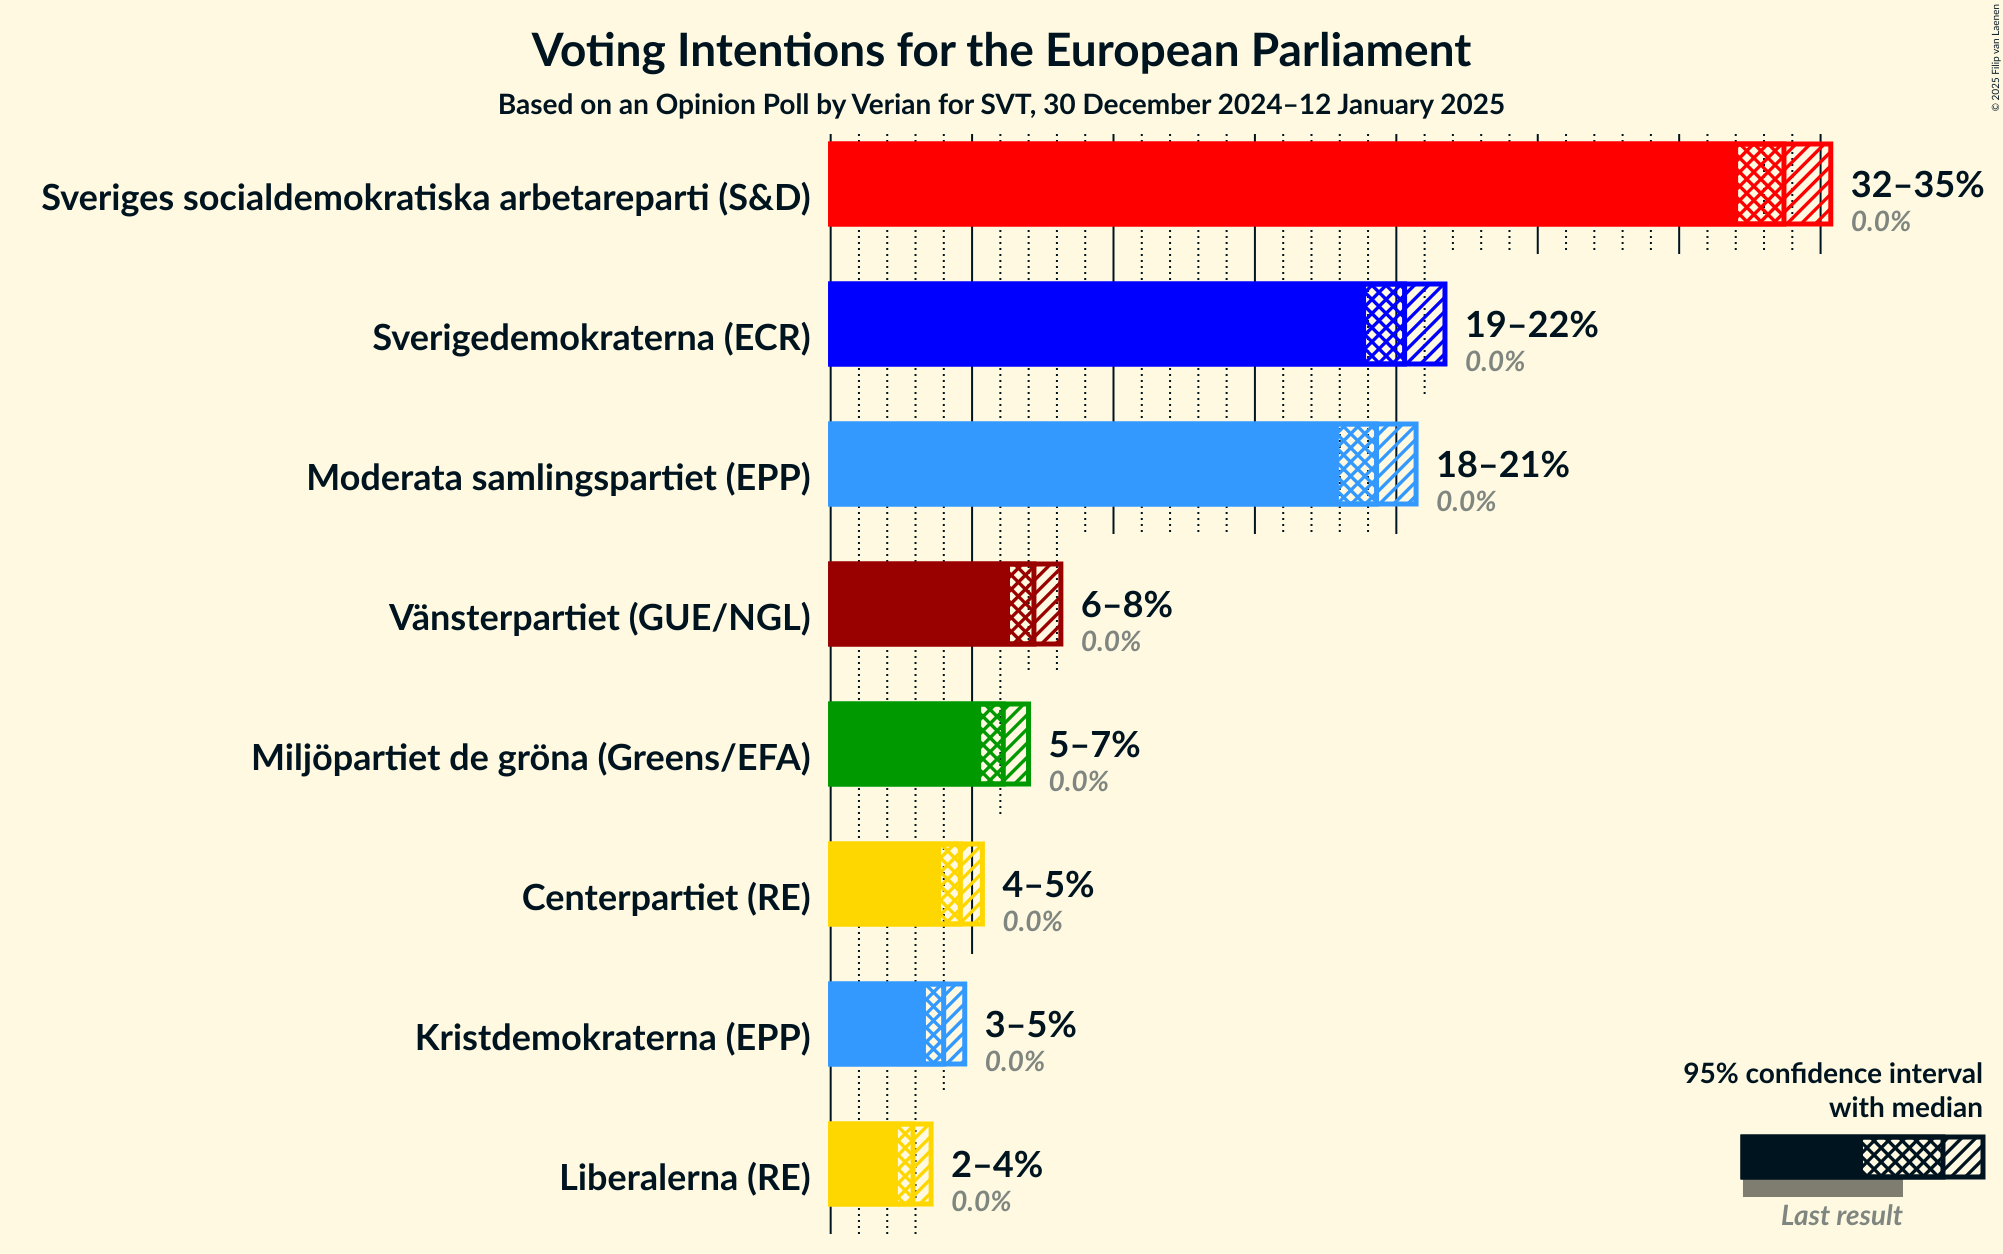 Voting Intentions for the European Parliament
Based on an Opinion Poll by Verian for SVT, 30 December 2024–12 January 2025
© 2025 Filip van Laenen
Sveriges socialdemokratiska arbetareparti (S&D)
32–35%
0.0%
Sverigedemokraterna (ECR)
19–22%
0.0%
Moderata samlingspartiet (EPP)
18–21%
0.0%
Vänsterpartiet (GUE/NGL)
6–8%
0.0%
Miljöpartiet de gröna (Greens/EFA)
5–7%
0.0%
Centerpartiet (RE)
4–5%
0.0%
Kristdemokraterna (EPP)
3–5%
0.0%
Liberalerna (RE)
2–4%
0.0%
95% confidence interval
with median
Last result